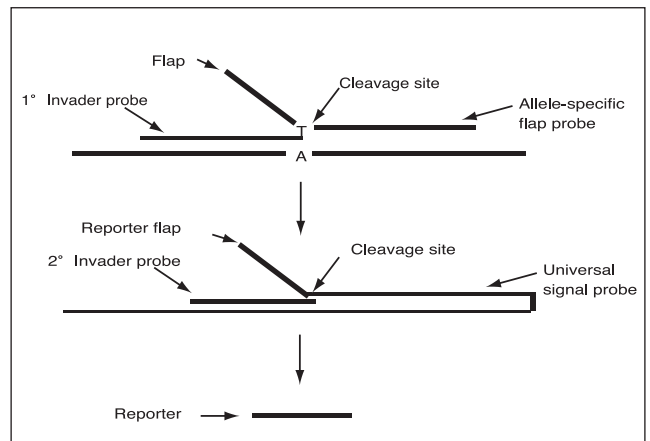 Flap
Cleavage site
1° Invader probe
Allele-specific
flap probe
T
A
Reporter flap
Cleavage site
2° Invader probe
Universal
signal probe
Reporter